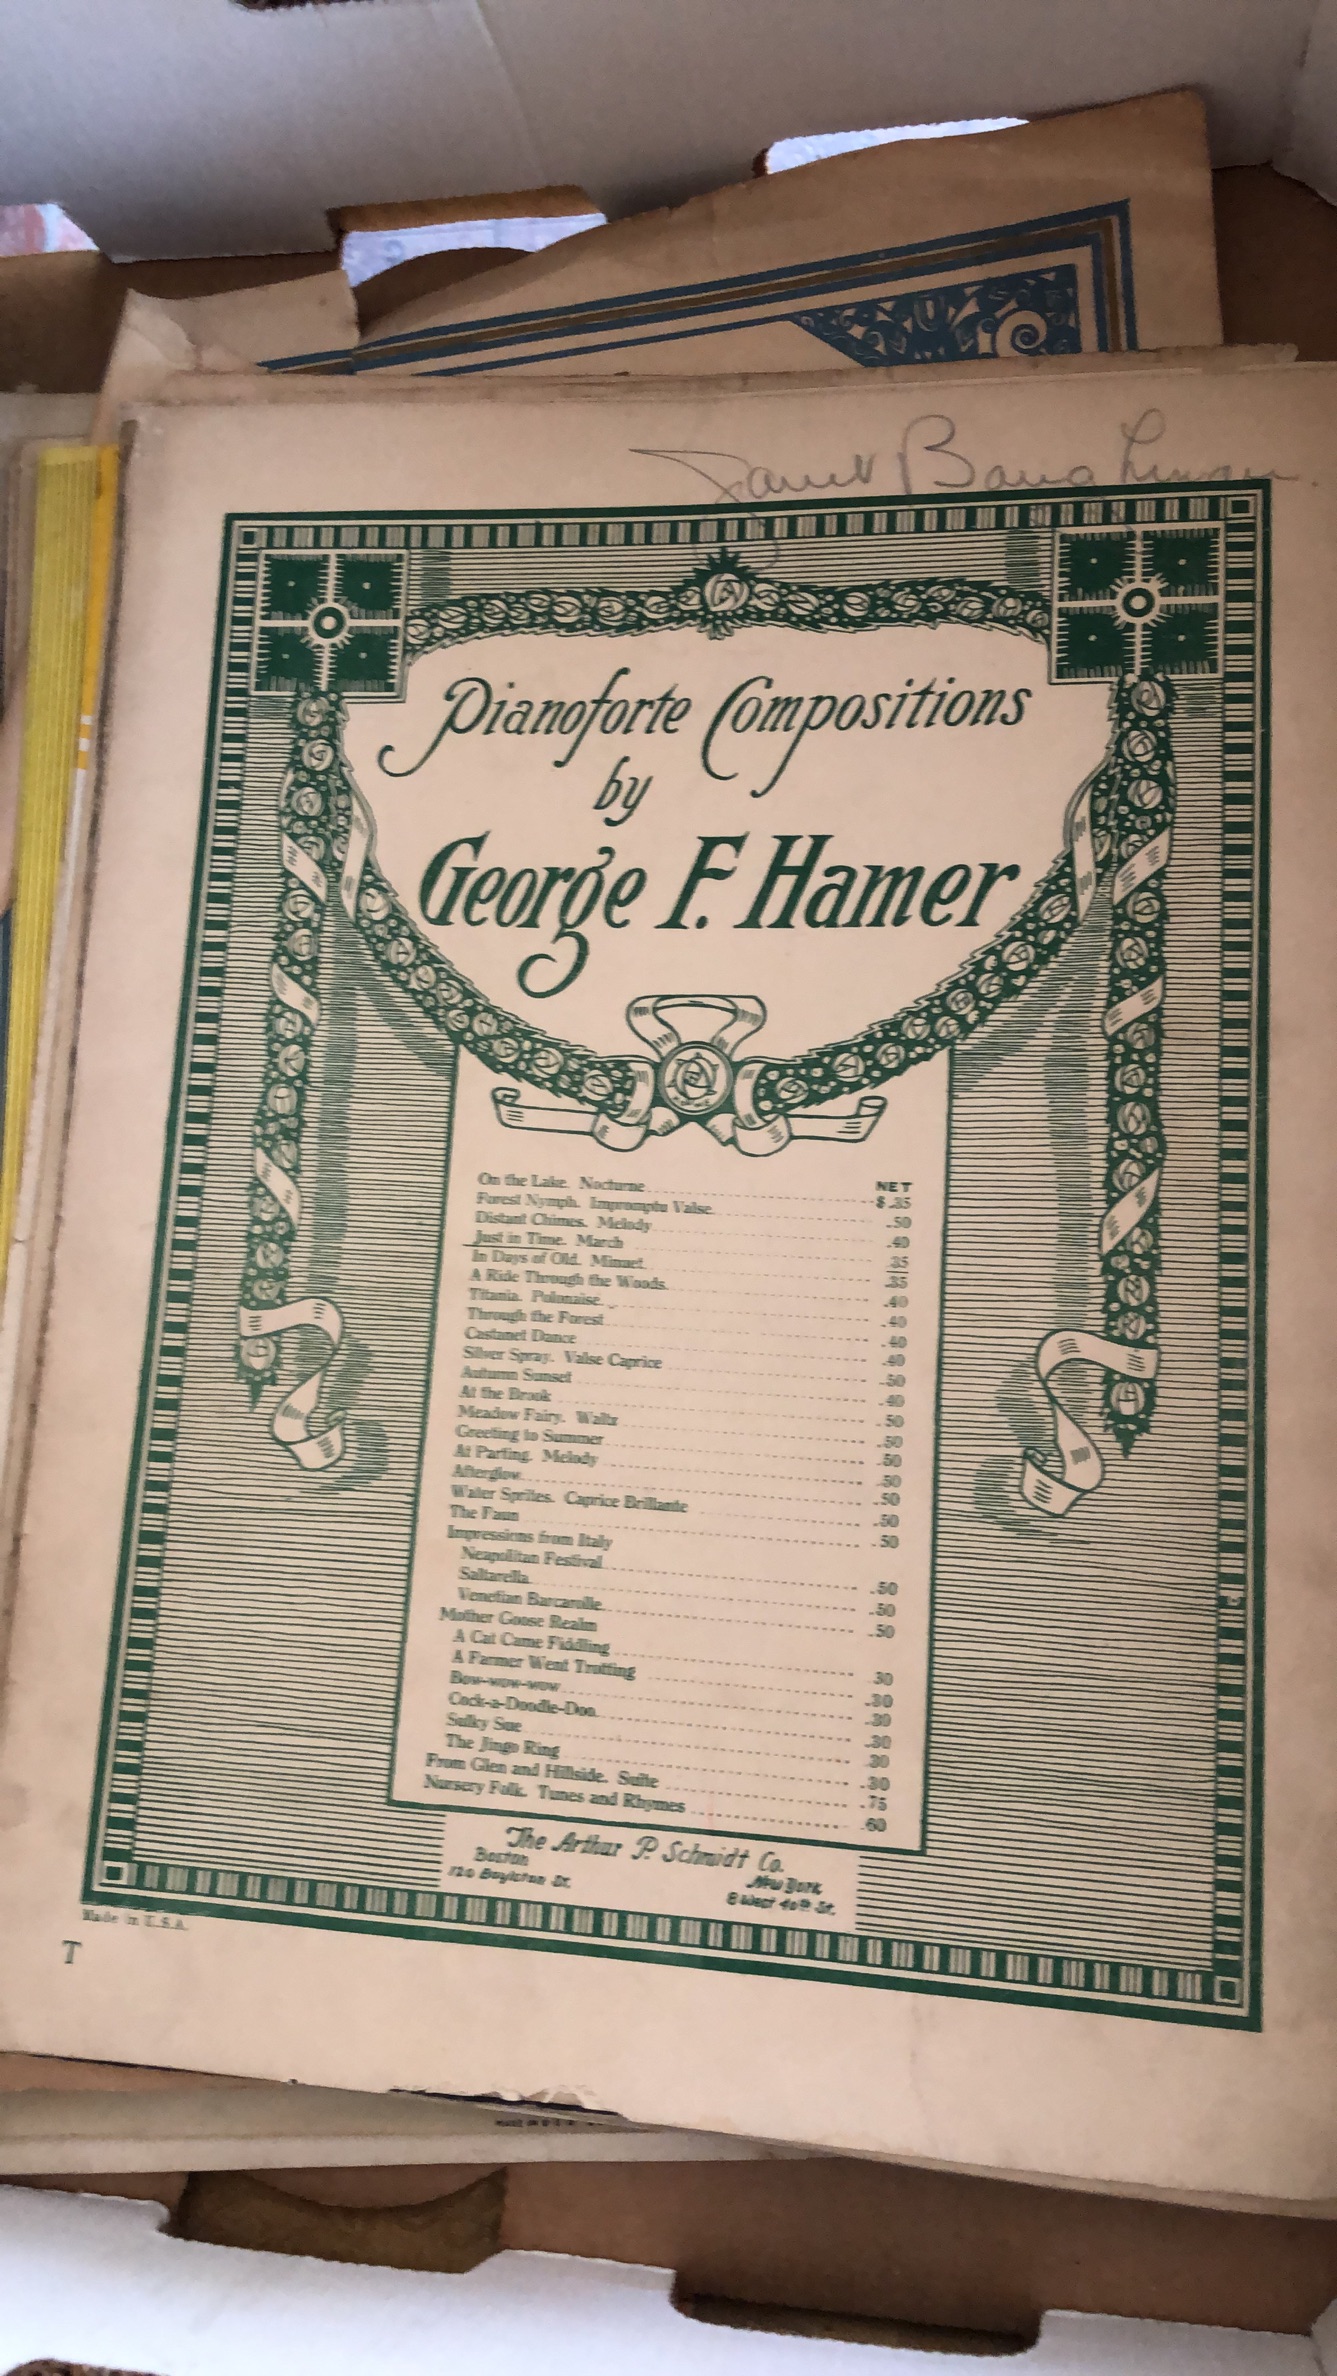 Janet Baughman.
Pianoforte Compositions
by
George F. Hamer
NET
On the Lake. Nocturne $.35
Forest Nymph. Impromptu Valse .50
Distant Chimes. Melody .40
Just in Time. March .35
In Days of Old. Minuet .35
A Ride Through the Woods .40
Titania. Polonaise .40
Through the Forest .40
Castanet Dance .40
Silver Spray. Valse Caprice .50
Autumn Sunset .40
At the Brook .50
Meadow Fairy. Waltz .50
Greeting to Summer .50
At Parting. Melody .50
Afterglow .50
Water Sprites. Caprice Brillante .50
The Faun .50
Impressions from Italy
Neapolitan Festival .50
Saltarella .50
Venetian Barcarolle .50
Mother Goose Realm
A Cat Came Fiddling .30
A Farmer Went Trotting .30
Bow-wow-wow .30
Cock-a-Doodle-Doo .30
Sulky Sue .30
The Jingo Ring .30
From Glen and Hillside. Suite .75
Nursery Folk. Tunes and Rhymes .60
The Arthur P. Schmidt Co.
Boston New York
120 Boylston St. 8 West 40th St.
Made in U.S.A.
T